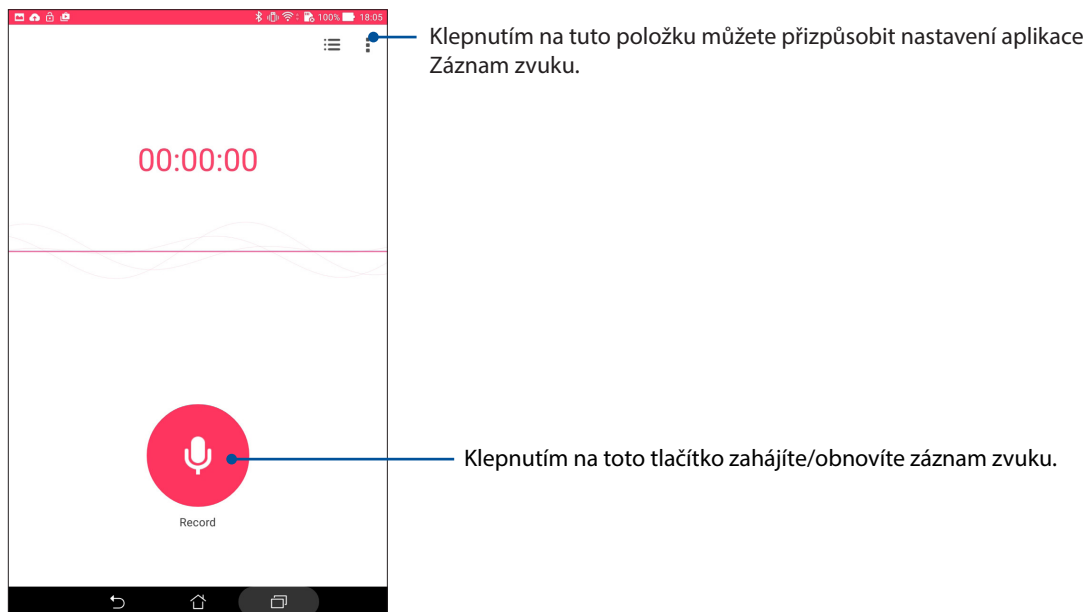 100% 18:05
Klepnutím na tuto položku můžete přizpůsobit nastavení aplikace
Záznam zvuku.
00:00:00
Klepnutím na toto tlačítko zahájíte/obnovíte záznam zvuku.
Record